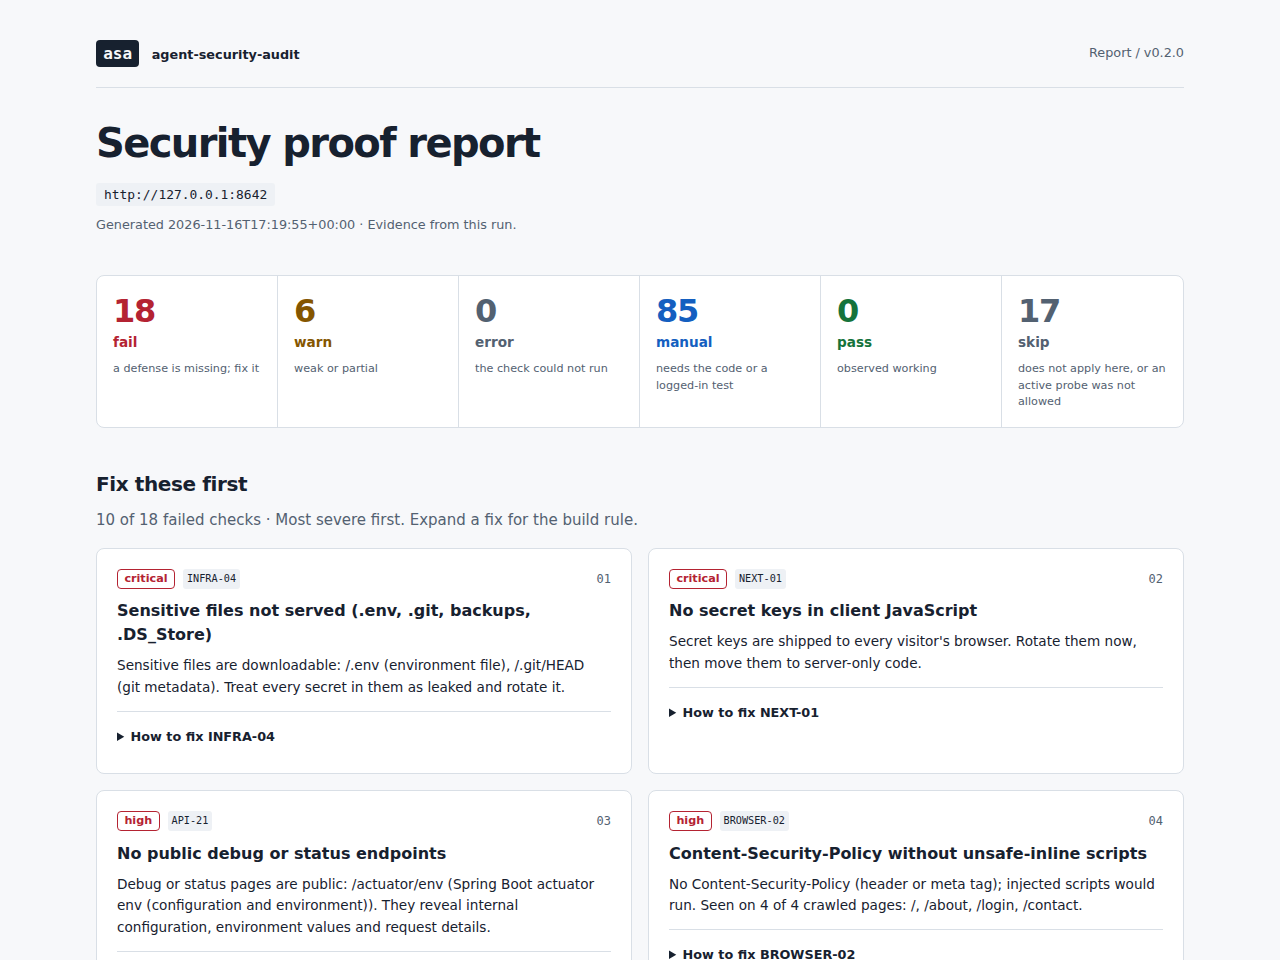 asa agent-security-audit Report / v0.2.0
Security proof report
http://127.0.0.1:8642
Generated 2026-11-16T17:19:55+00:00 · Evidence from this run.
18
fail
a defense is missing; fix it
6
warn
weak or partial
0
error
the check could not run
85
manual
needs the code or a
logged-in test
0
pass
observed working
17
skip
does not apply here, or an
active probe was not
allowed
Fix these first
10 of 18 failed checks · Most severe first. Expand a fix for the build rule.
critical INFRA-04 01
Sensitive files not served (.env, .git, backups,
.DS_Store)
Sensitive files are downloadable: /.env (environment file), /.git/HEAD
(git metadata). Treat every secret in them as leaked and rotate it.
How to fix INFRA-04
critical NEXT-01 02
No secret keys in client JavaScript
Secret keys are shipped to every visitor's browser. Rotate them now,
then move them to server-only code.
How to fix NEXT-01
high API-21 03
No public debug or status endpoints
Debug or status pages are public: /actuator/env (Spring Boot actuator
env (configuration and environment)). They reveal internal
configuration, environment values and request details.
high BROWSER-02 04
Content-Security-Policy without unsafe-inline scripts
No Content-Security-Policy (header or meta tag); injected scripts would
run. Seen on 4 of 4 crawled pages: /, /about, /login, /contact.
How to fix BROWSER-02